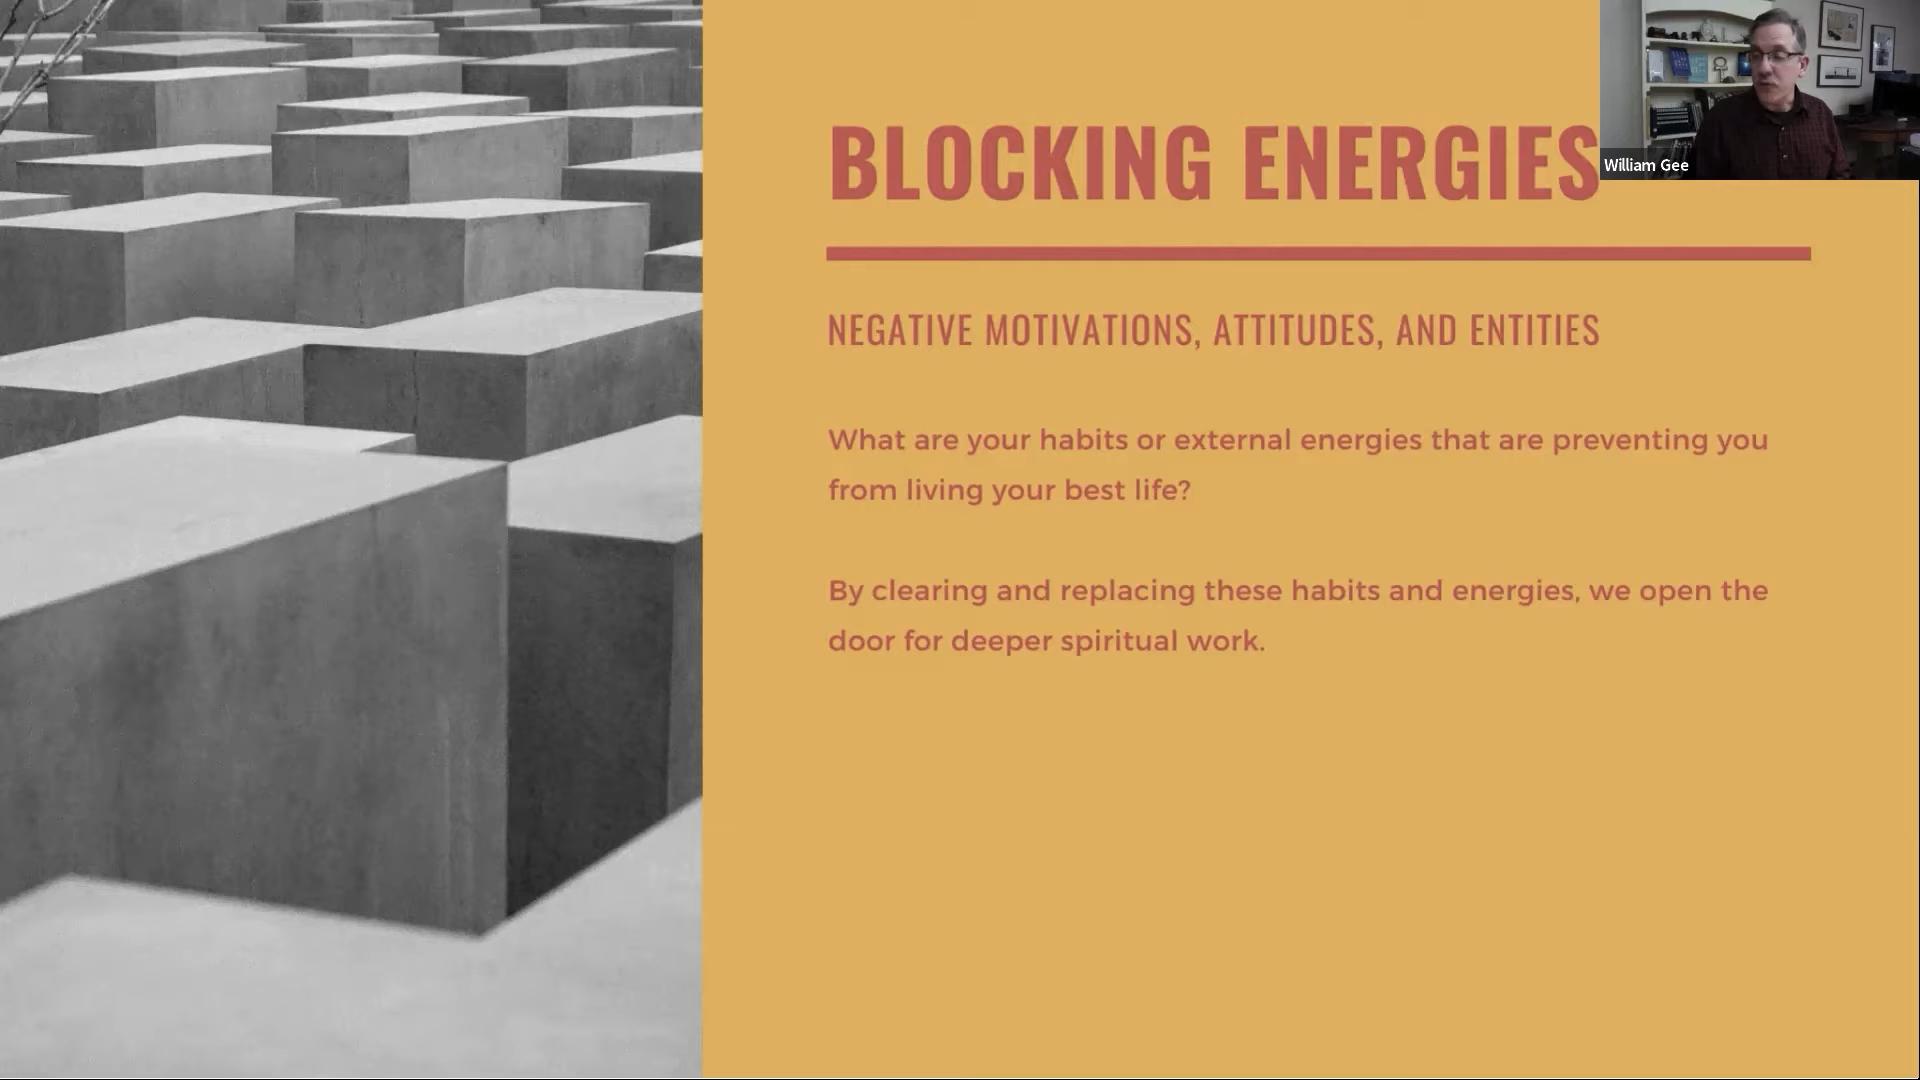 BLOCKING ENERGIES
William Gee
NEGATIVE MOTIVATIONS, ATTITUDES, AND ENTITIES
What are your habits or external energies that are preventing you
from living your best life?
By clearing and replacing these habits and energies, we open the
door for deeper spiritual work.